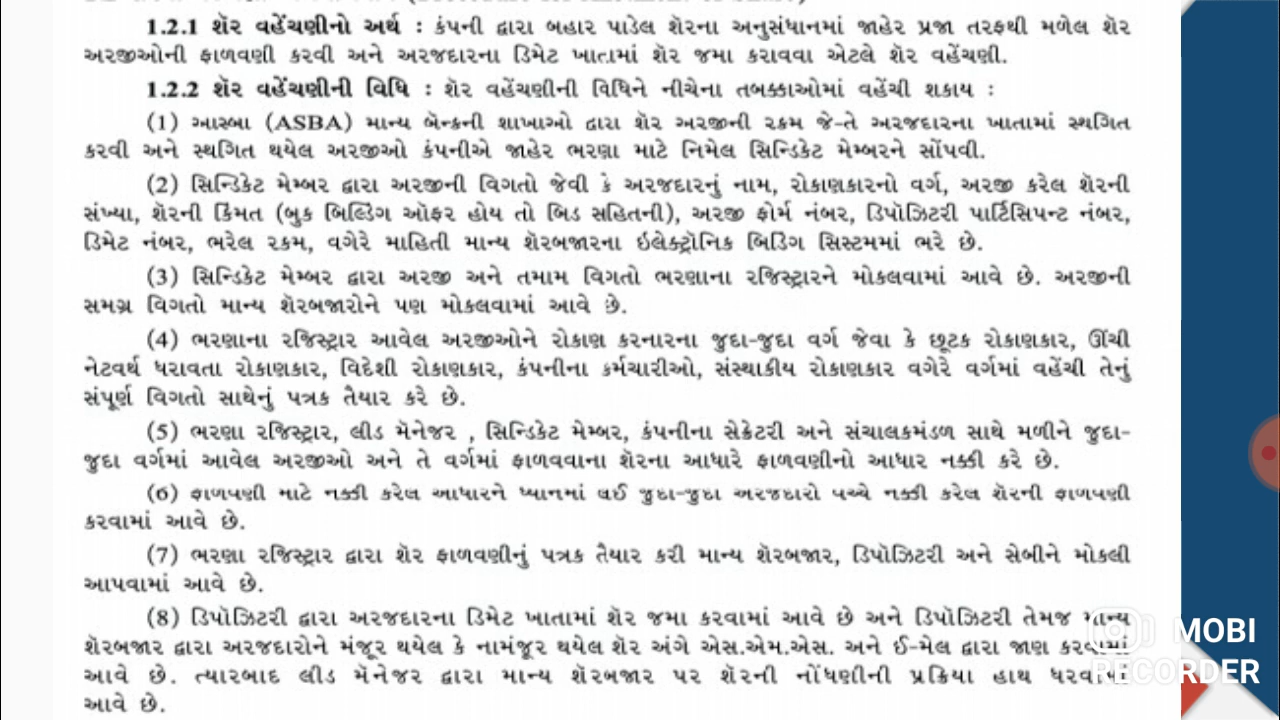 1.2.1 શૅર વહેંચણીનો અર્થ : કંપની દ્વારા બહાર પાડેલ શૅરના અનુસંધાનમાં જાહેર પ્રજા તરફથી મળેલ શૅર
અરજીઓની ફાળવણી કરવી અને અરજદારના ડિમેટ ખાતામાં શૅર જમા કરાવવા એટલે શૅર વહેંચણી.
1.2.2 શૅર વહેંચણીની વિધિ : શૅર વહેંચણીની વિધિને નીચેના તબક્કાઓમાં વહેંચી શકાય :
(1) આસ્બા (ASBA) માન્ય બૅન્કની શાખાઓ દ્વારા શૅર અરજીની રકમ જે-તે અરજદારના ખાતામાં સ્થગિત
કરવી અને સ્થગિત થયેલ અરજીઓ કંપનીએ જાહેર ભરણા માટે નિમેલ સિન્ડિકેટ મેમ્બરને સોંપવી.
(2) સિન્ડિકેટ મેમ્બર દ્વારા અરજીની વિગતો જેવી કે અરજદારનું નામ, રોકાણકારનો વર્ગ, અરજી કરેલ શૅરની
સંખ્યા, શૅરની કિંમત (બુક બિલ્ડિંગ ઑફર હોય તો બિડ સહિતની), અરજી ફોર્મ નંબર, ડિપૉઝિટરી પાર્ટિસિપન્ટ નંબર,
ડિમેટ નંબર, ભરેલ રકમ, વગેરે માહિતી માન્ય શૅરબજારના ઇલેક્ટ્રૉનિક બિડિંગ સિસ્ટમમાં ભરે છે.
(3) સિન્ડિકેટ મેમ્બર દ્વારા અરજી અને તમામ વિગતો ભરણાના રજિસ્ટ્રારને મોકલવામાં આવે છે. અરજીની
સમગ્ર વિગતો માન્ય શૅરબજારોને પણ મોકલવામાં આવે છે.
(4) ભરણાના રજિસ્ટ્રાર આવેલ અરજીઓને રોકાણ કરનારના જુદા-જુદા વર્ગ જેવા કે છૂટક રોકાણકાર, ઊંચી
નેટવર્થ ધરાવતા રોકાણકાર, વિદેશી રોકાણકાર, કંપનીના કર્મચારીઓ, સંસ્થાકીય રોકાણકાર વગેરે વર્ગમાં વહેંચી તેનું
સંપૂર્ણ વિગતો સાથેનું પત્રક તૈયાર કરે છે.
(5) ભરણા રજિસ્ટ્રાર, લીડ મૅનેજર , સિન્ડિકેટ મેમ્બર, કંપનીના સેક્રેટરી અને સંચાલકમંડળ સાથે મળીને જુદા-
જુદા વર્ગમાં આવેલ અરજીઓ અને તે વર્ગમાં ફાળવવાના શૅરના આધારે ફાળવણીનો આધાર નક્કી કરે છે.
(6) ફાળવણી માટે નક્કી કરેલ આધારને ધ્યાનમાં લઈ જુદા-જુદા અરજદારો વચ્ચે નક્કી કરેલ શૅરની ફાળવણી
કરવામાં આવે છે.
(7) ભરણા રજિસ્ટ્રાર દ્વારા શૅર ફાળવણીનું પત્રક તૈયાર કરી માન્ય શૅરબજાર, ડિપૉઝિટરી અને સેબીને મોકલી
આપવામાં આવે છે.
(8) ડિપૉઝિટરી દ્વારા અરજદારના ડિમેટ ખાતામાં શૅર જમા કરવામાં આવે છે અને ડિપૉઝિટરી તેમજ માન્ય
શૅરબજાર દ્વારા અરજદારોને મંજૂર થયેલ કે નામંજૂર થયેલ શૅર અંગે એસ.એમ.એસ. અને ઈ-મેલ દ્વારા જાણ કરવામાં
આવે છે. ત્યારબાદ લીડ મૅનેજર દ્વારા માન્ય શૅરબજાર પર શૅરની નોંધણીની પ્રક્રિયા હાથ ધરવામાં
આવે છે.
MOBI
RECORDER